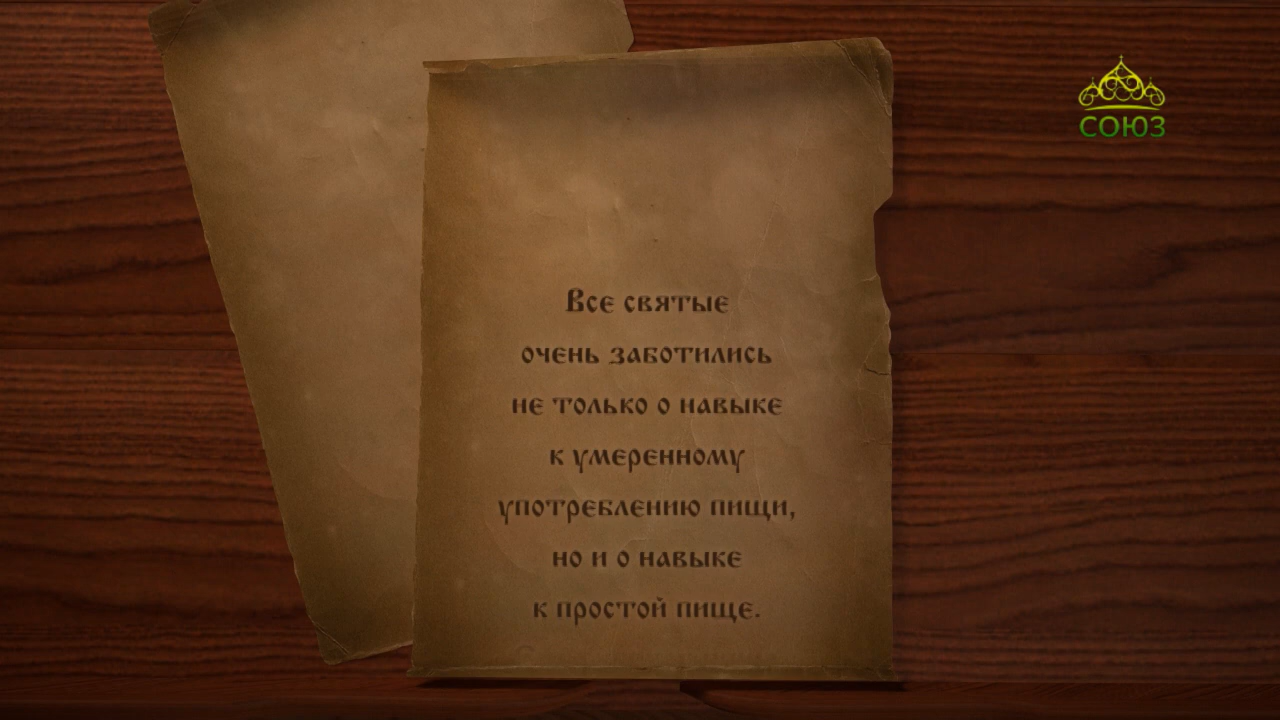 СОЮЗ
Все святые
очень заботились
не только о навыке
к умеренному
употреблению пищи,
но и о навыке
к простой пище.